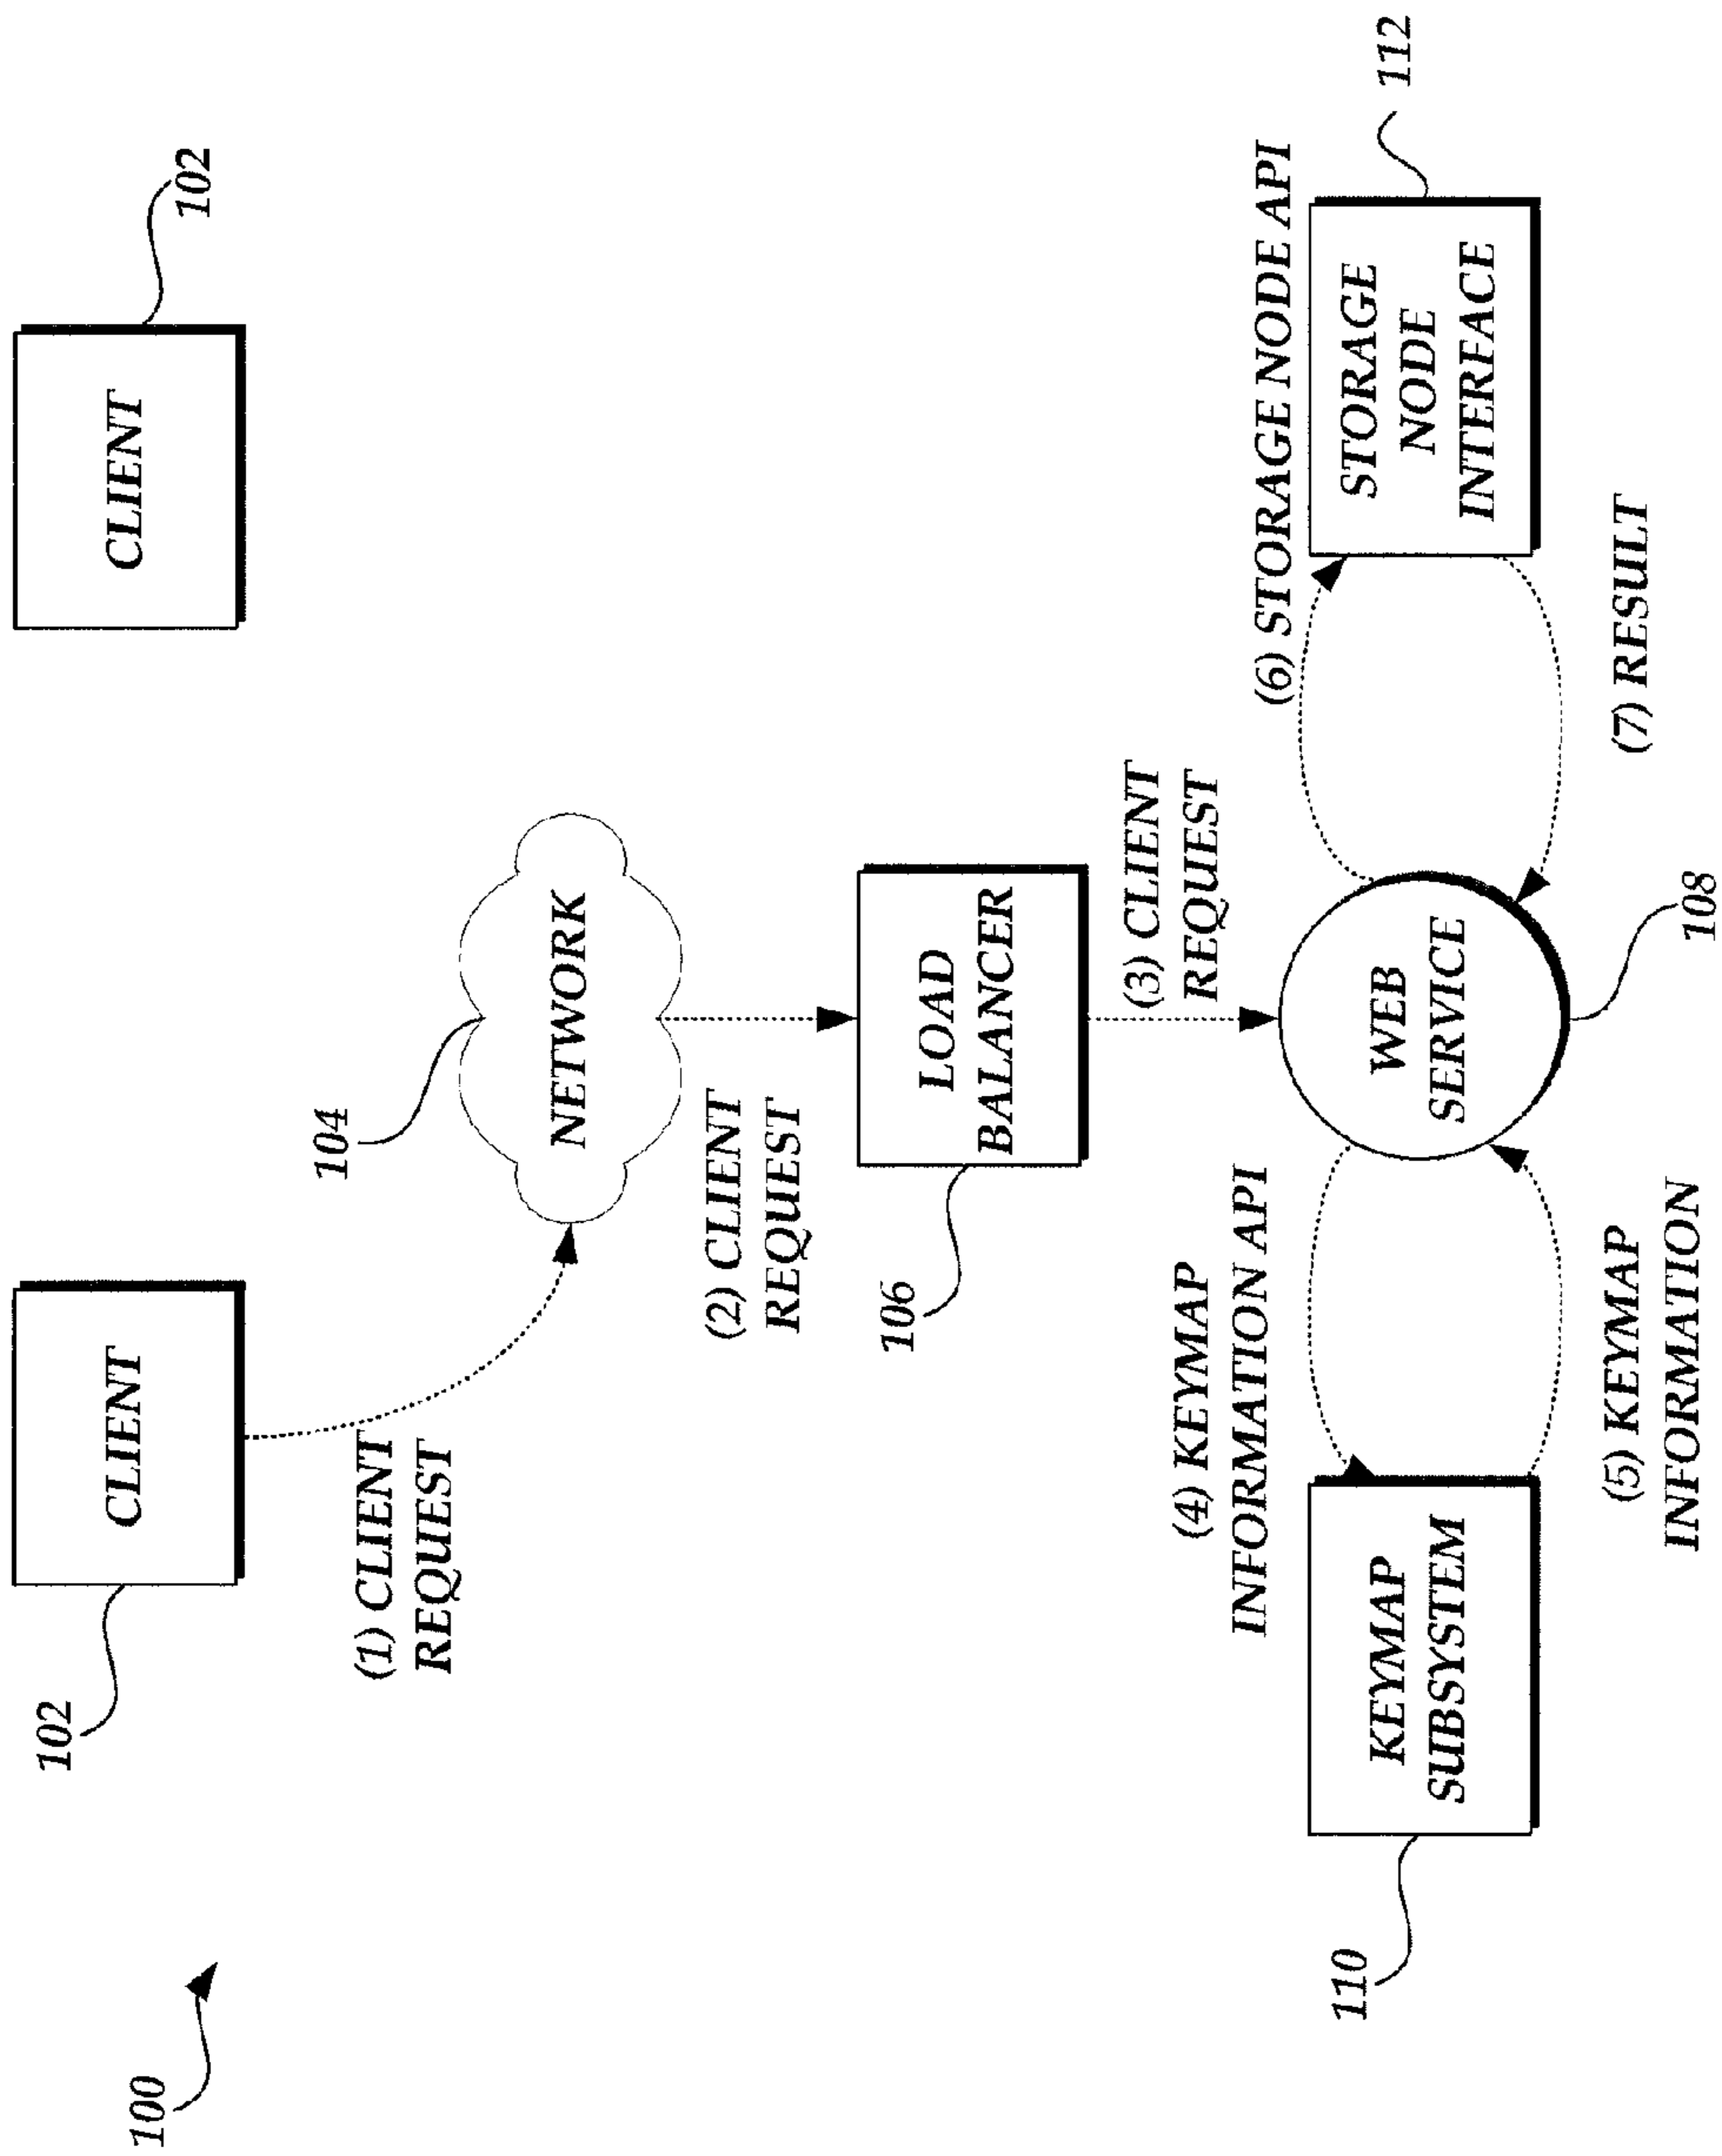 100
102
CLIENT
CLIENT
102
(1) CLIENT
REQUEST
104
NETWORK
(2) CLIENT
REQUEST
106
LOAD
BALANCER
(3) CLIENT
REQUEST
(4) KEYMAP
INFORMATION API
(6) STORAGE NODE API
110
KEYMAP
SUBSYSTEM
WEB
SERVICE
STORAGE
NODE
INTERFACE
112
(5) KEYMAP
INFORMATION
108
(7) RESULT